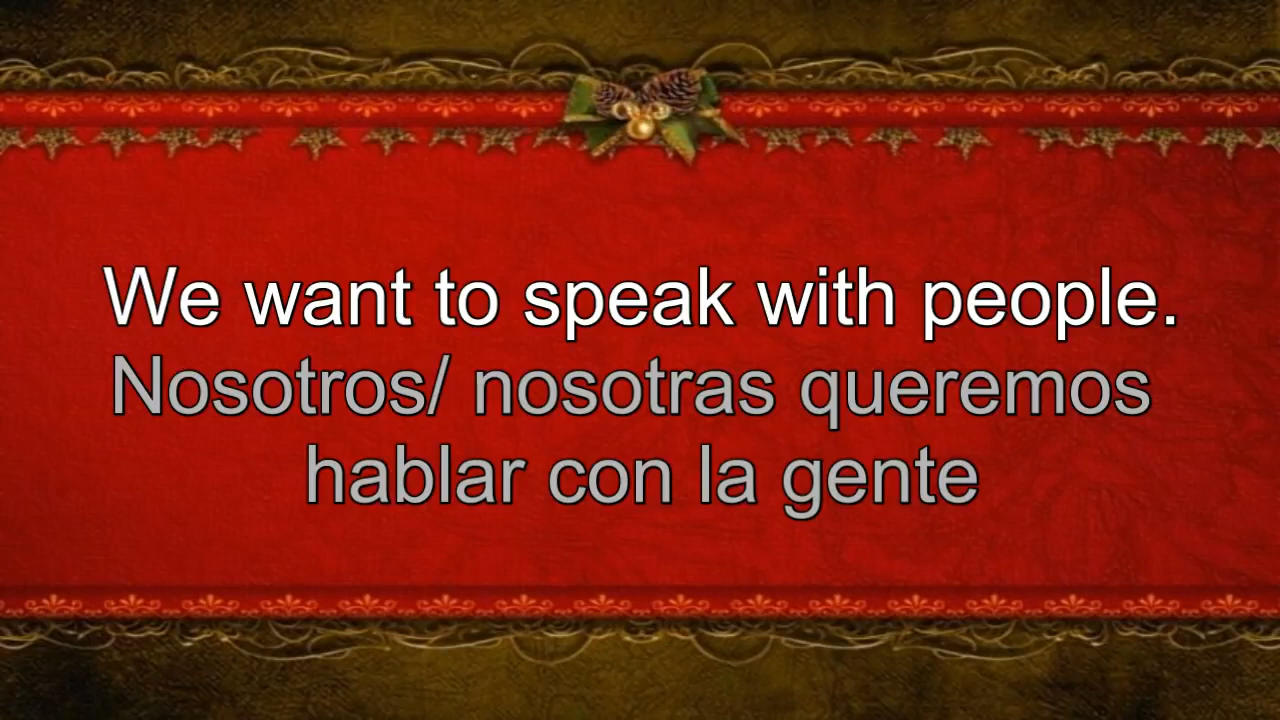 We want to speak with people.
Nosotros/ nosotras queremos
hablar con la gente